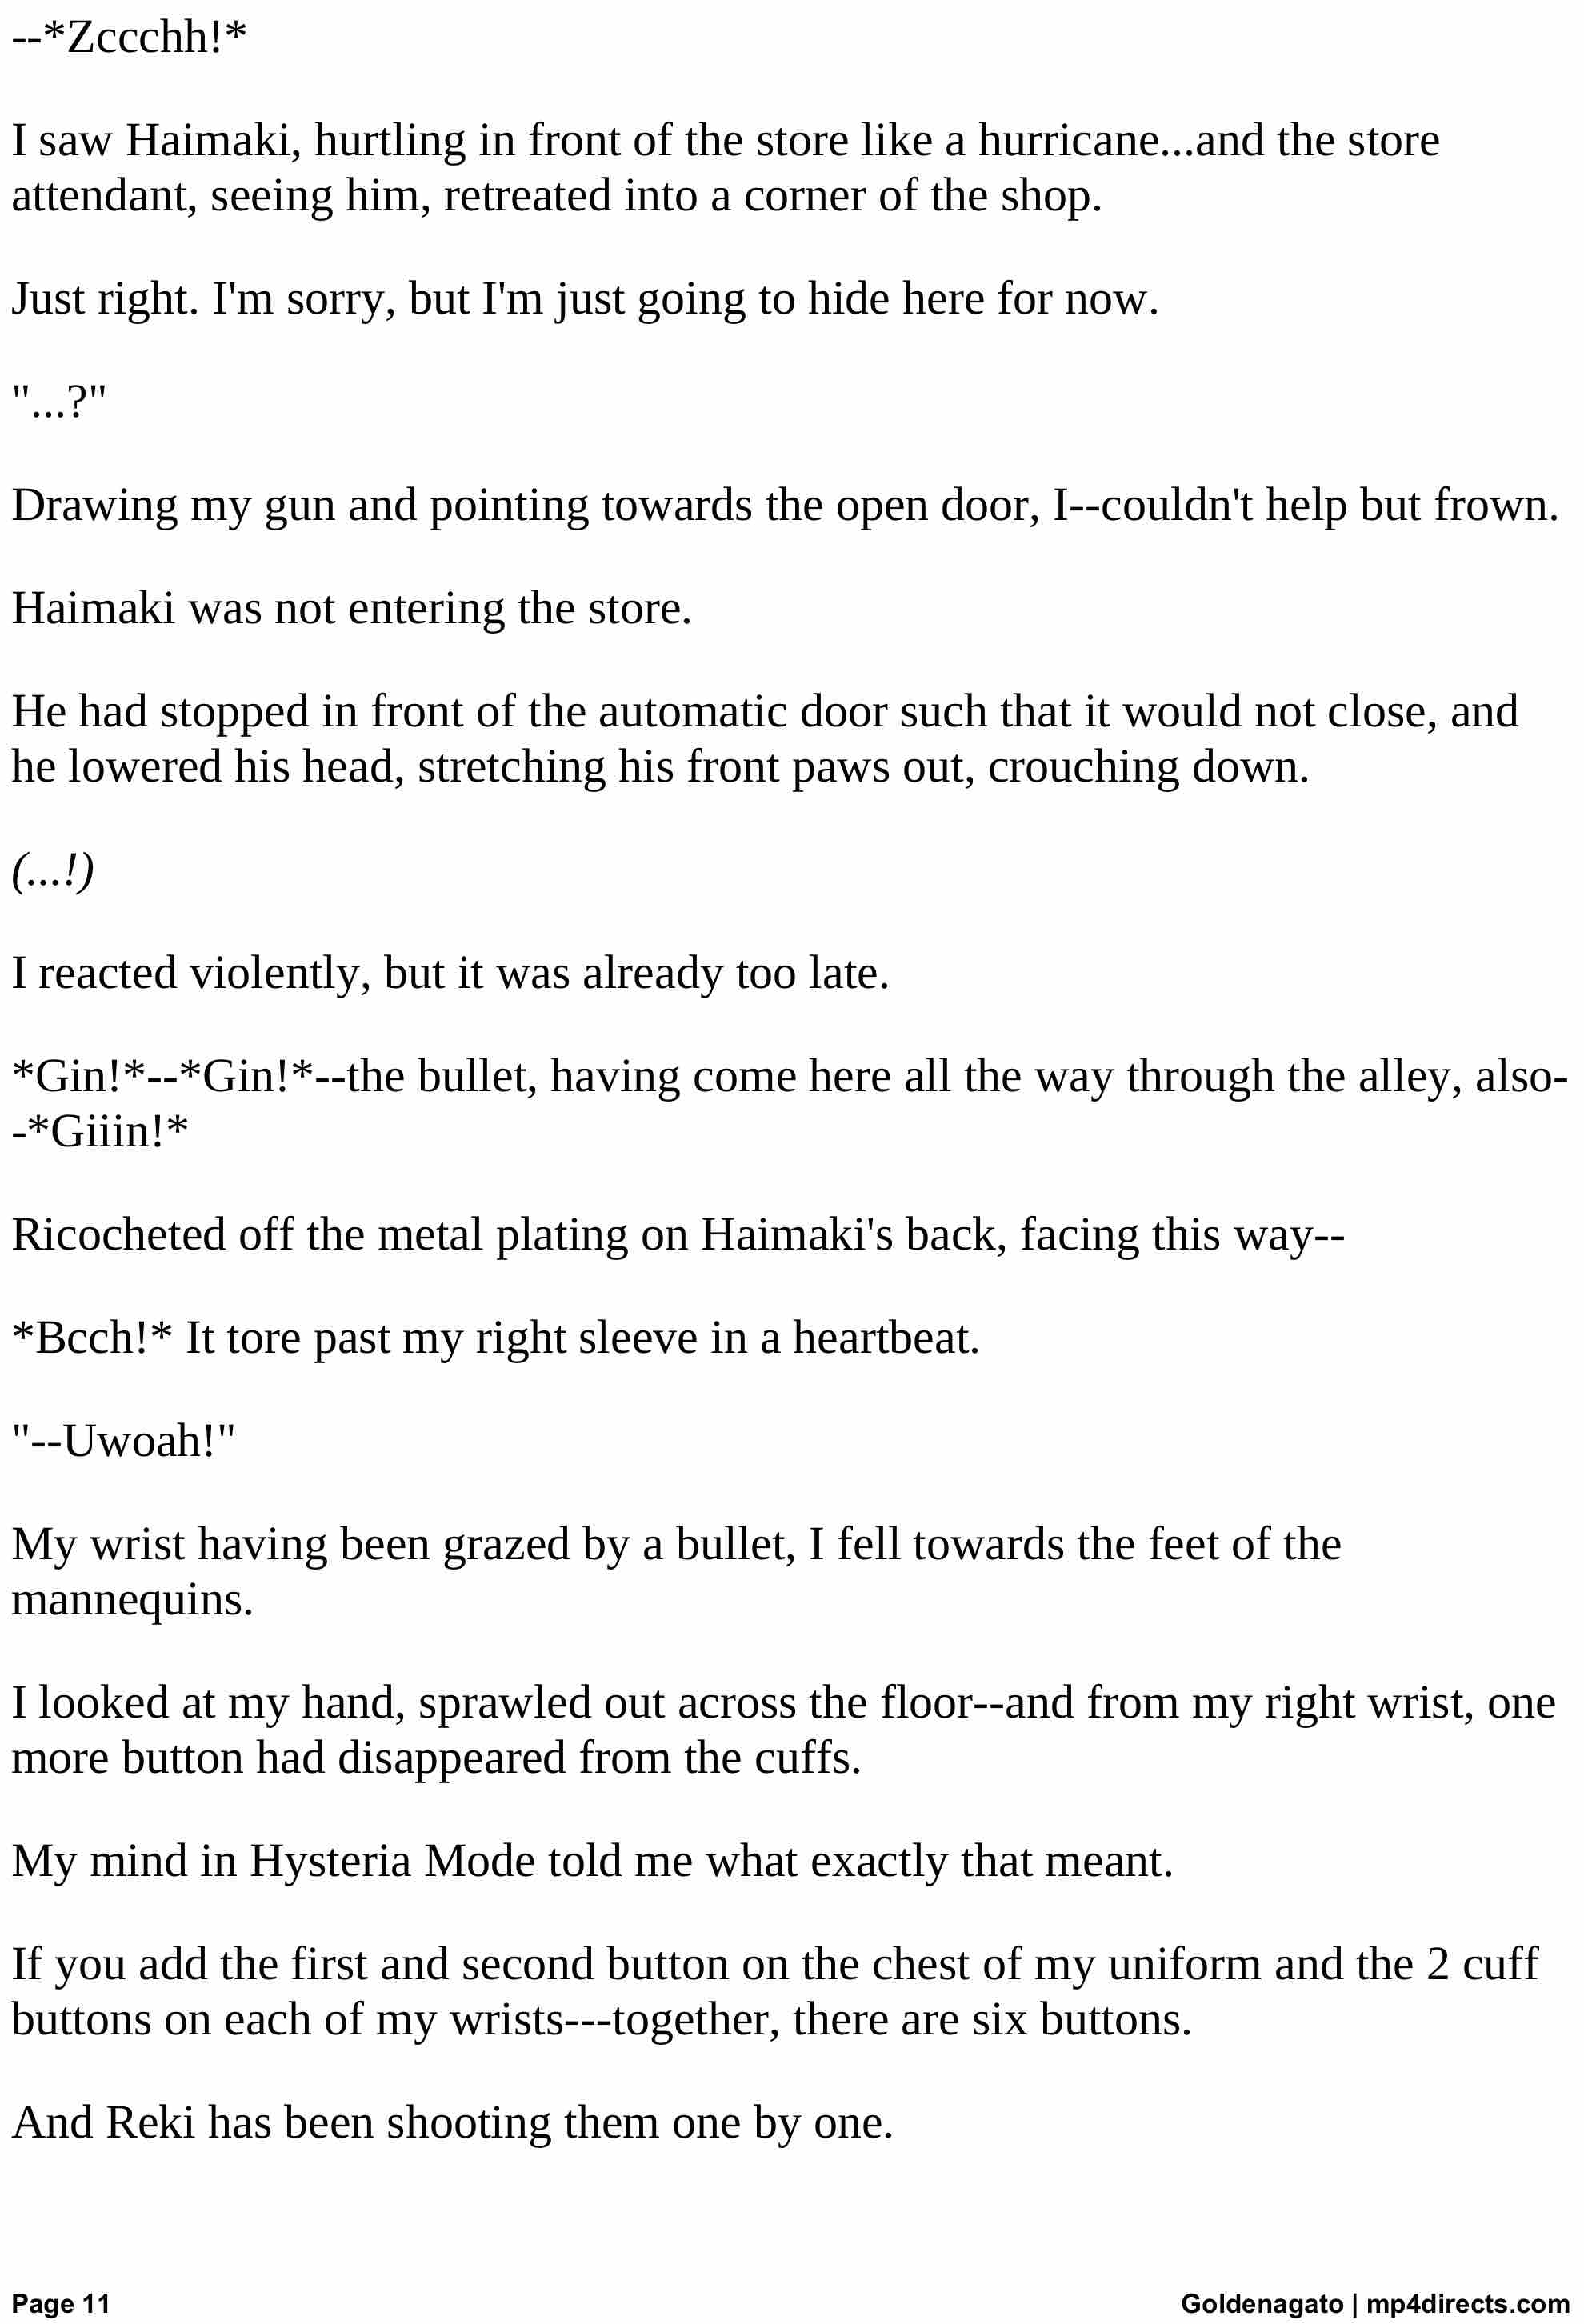 --*Zccchh!*
I saw Haimaki, hurtling in front of the store like a hurricane...and the store
attendant, seeing him, retreated into a corner of the shop.
Just right. I'm sorry, but I'm just going to hide here for now.
"...?"
Drawing my gun and pointing towards the open door, I--couldn't help but frown.
Haimaki was not entering the store.
He had stopped in front of the automatic door such that it would not close, and
he lowered his head, stretching his front paws out, crouching down.
(...!)
I reacted violently, but it was already too late.
*Gin!*--*Gin!*--the bullet, having come here all the way through the alley, also-
-*Giiin!*
Ricocheted off the metal plating on Haimaki's back, facing this way--
*Bcch!* It tore past my right sleeve in a heartbeat.
"--Uwoah!"
My wrist having been grazed by a bullet, I fell towards the feet of the
mannequins.
I looked at my hand, sprawled out across the floor--and from my right wrist, one
more button had disappeared from the cuffs.
My mind in Hysteria Mode told me what exactly that meant.
If you add the first and second button on the chest of my uniform and the 2 cuff
buttons on each of my wrists---together, there are six buttons.
And Reki has been shooting them one by one.
Page 11
Goldenagato | mp4directs.com